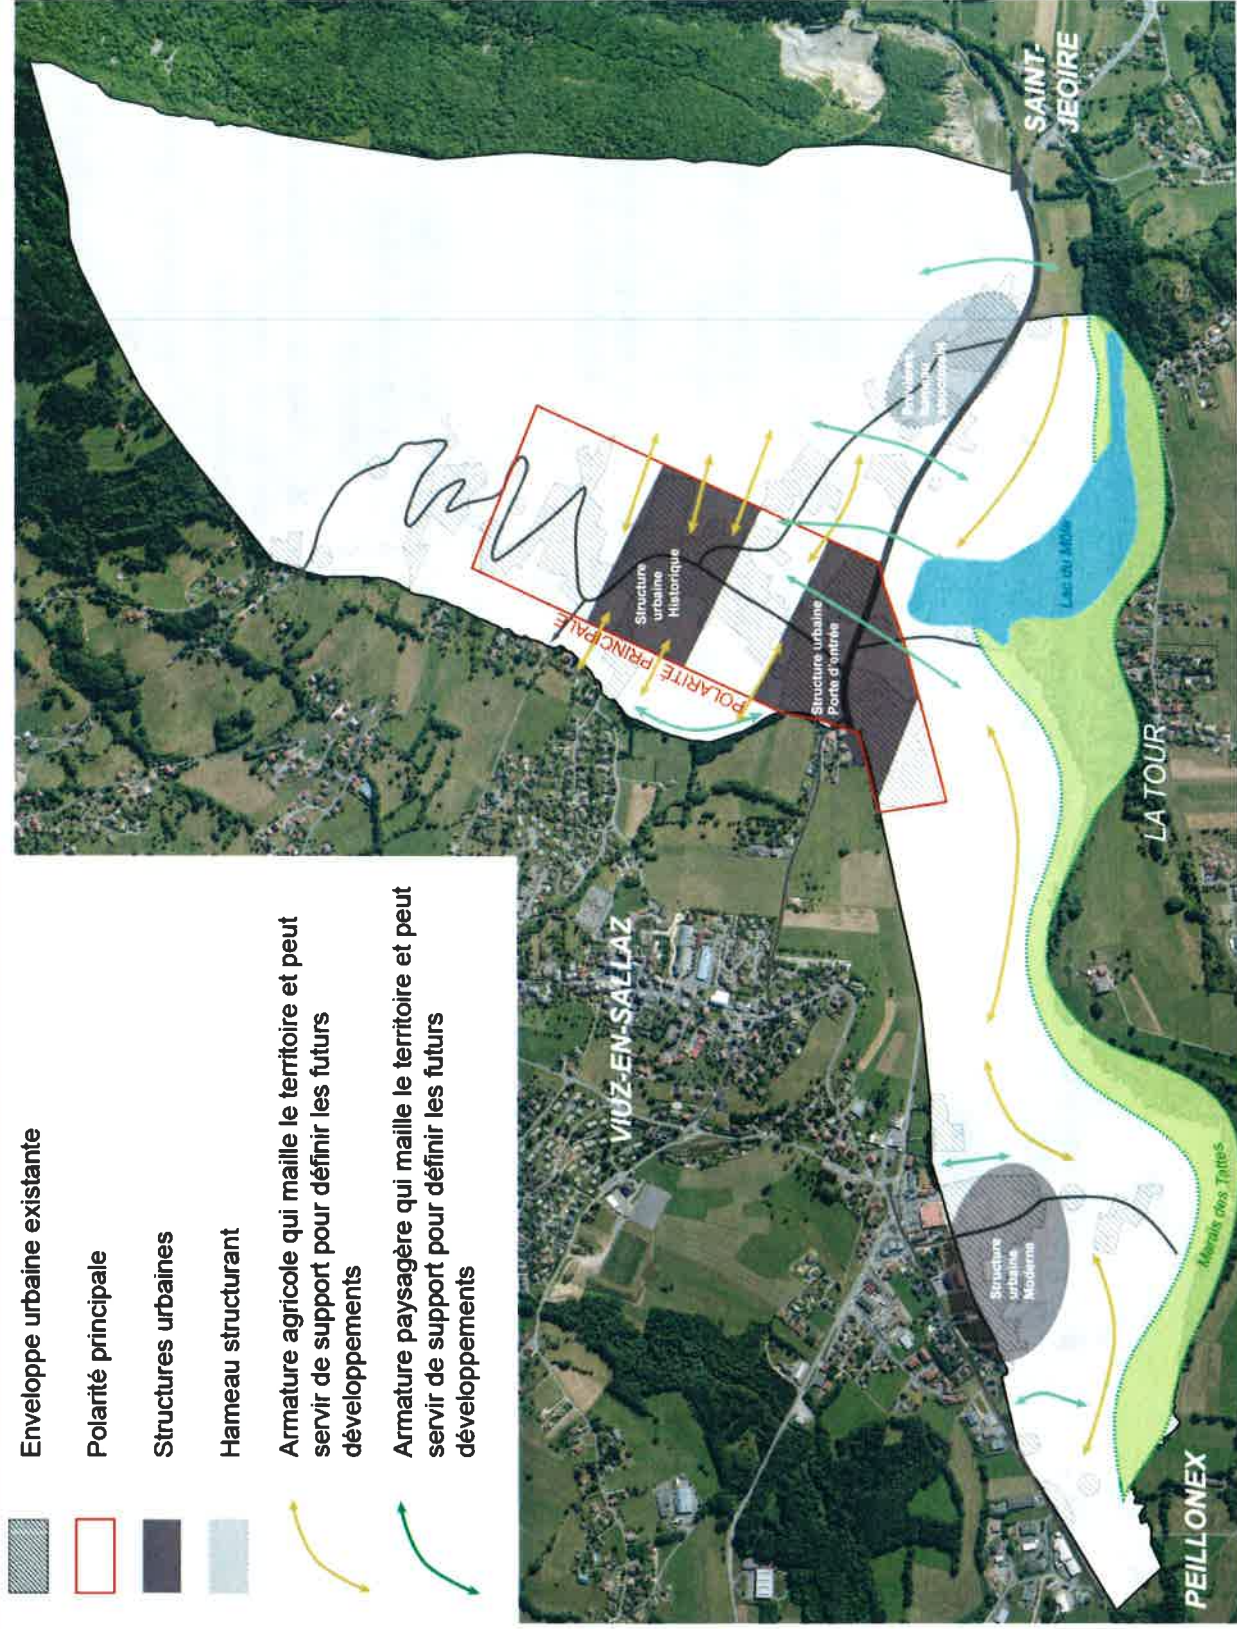 Enveloppe urbaine existante
Polarité principale
Structures urbaines
Hameau structurant
Armature agricole qui maille le territoire et peut
servir de support pour définir les futurs
développements
Armature paysagère qui maille le territoire et peut
servir de support pour définir les futurs
développements
SAINT-
JEOIRE
VIUZ-EN-SALLAZ
LA TOUR
PEILLONEX
POLARITÉ PRINCIPALE
Structure
urbaine
Historique
Structure urbaine
Porte d'entrée
Structure
urbaine
Moderne
Lac du Môle
Marais des Tattes